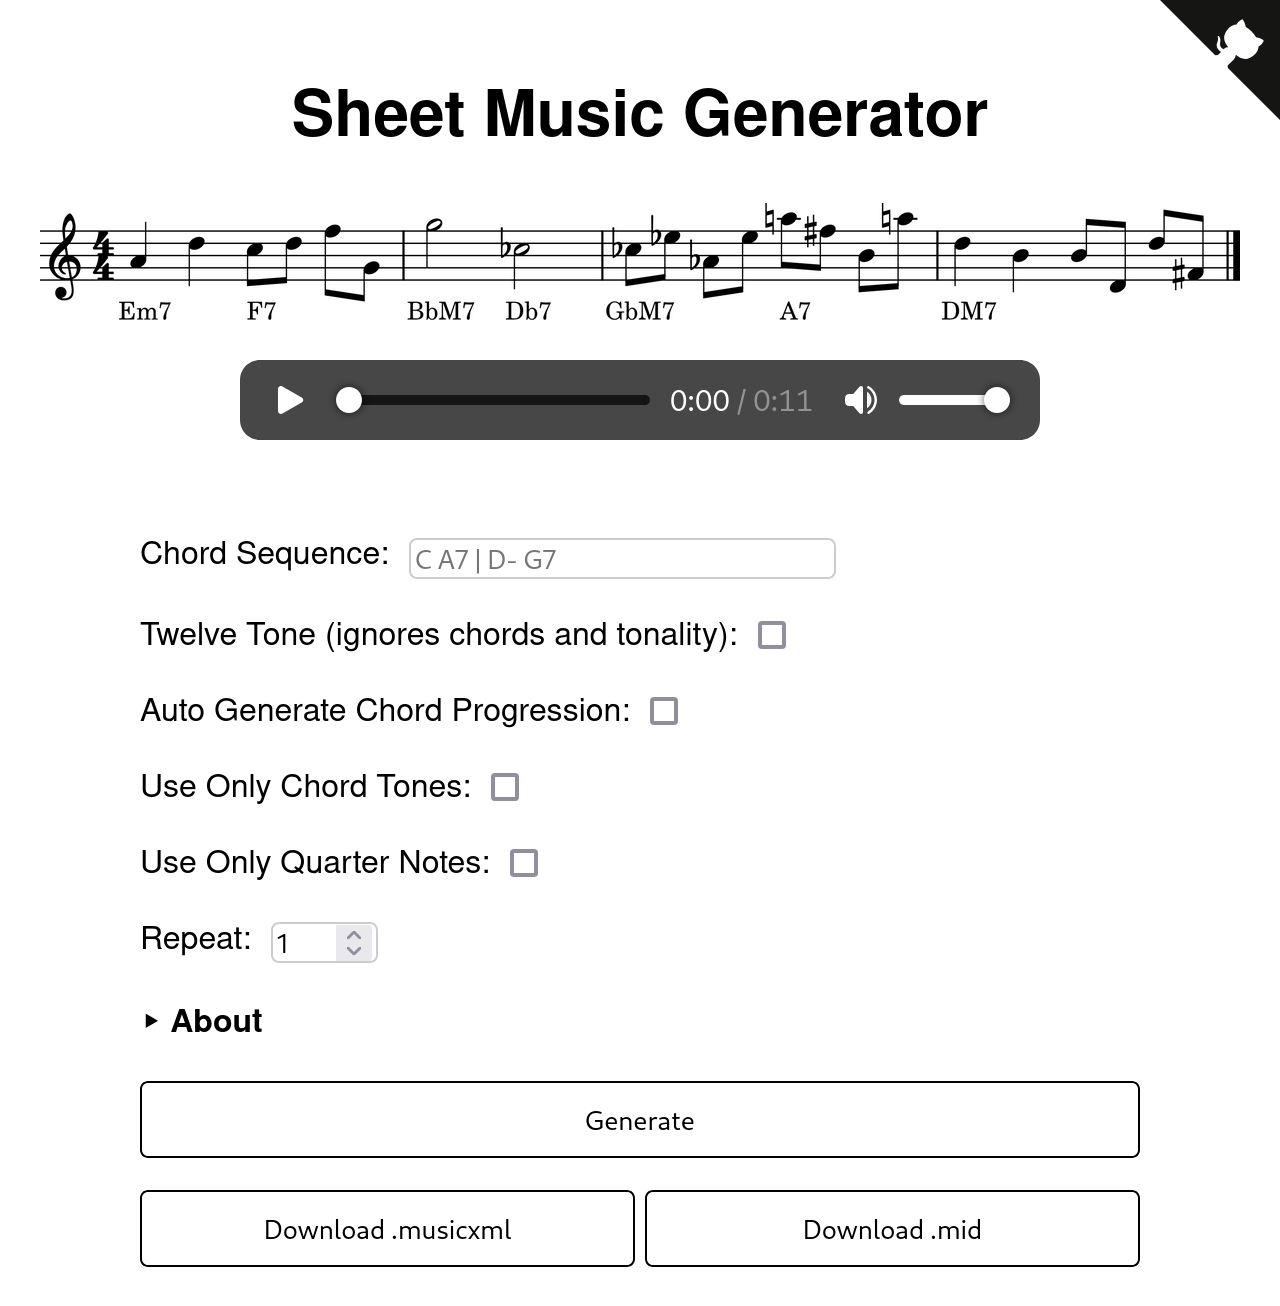 Sheet Music Generator
4
4
Em7 F7 BbM7 Db7 GbM7 A7 DM7
0:00 / 0:11
Chord Sequence: C A7 | D- G7
Twelve Tone (ignores chords and tonality):
Auto Generate Chord Progression:
Use Only Chord Tones:
Use Only Quarter Notes:
Repeat: 1
About
Generate
Download .musicxml Download .mid